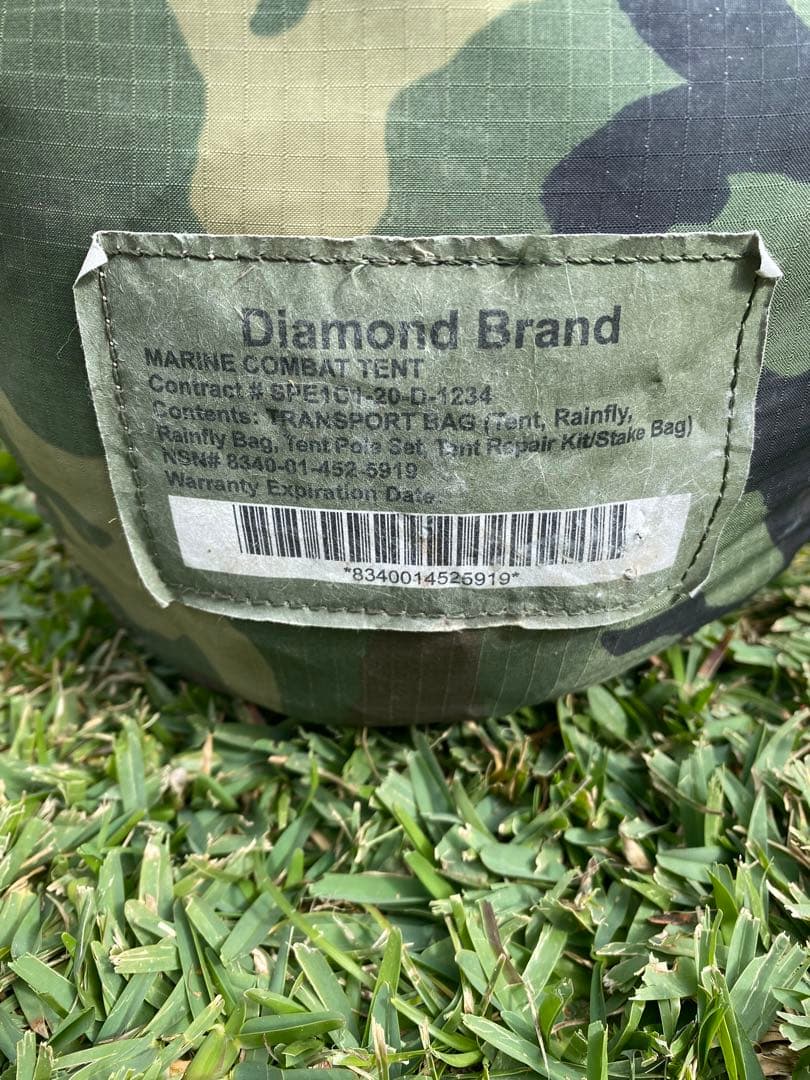 Diamond Brand
MARINE COMBAT TENT
Contract # SPE1C1-20-D-1234
Contents: TRANSPORT BAG (Tent, Rainfly,
Rainfly Bag, Tent Pole Set, Tent Repair Kit/Stake Bag)
NSN# 8340-01-452-5919
Warranty Expiration Date:
*8340014525919*